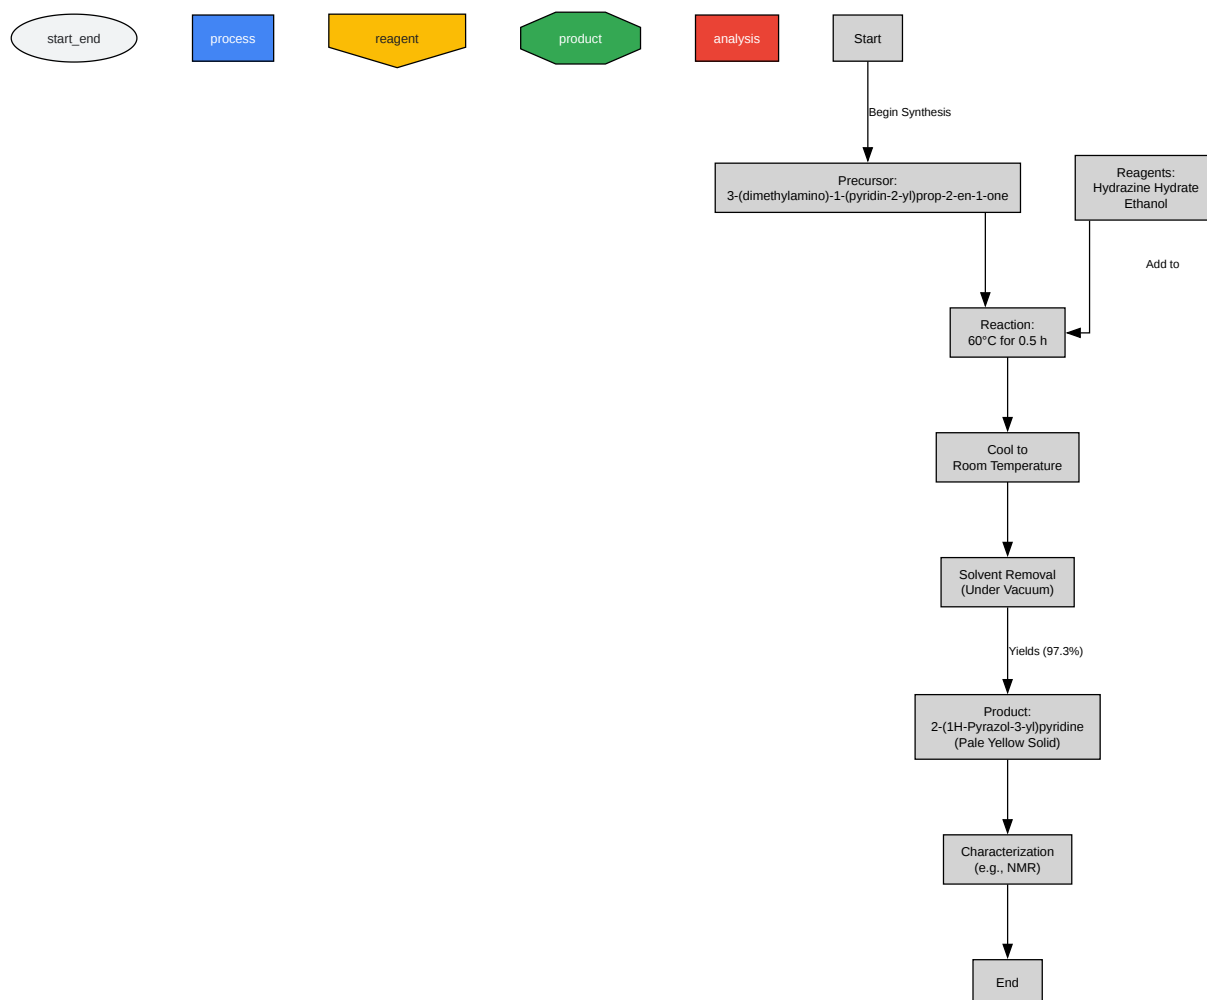 start_end
process
reagent
product
analysis
Start
Begin Synthesis
Precursor:
3-(dimethylamino)-1-(pyridin-2-yl)prop-2-en-1-one
Reagents:
Hydrazine Hydrate
Ethanol
Add to
Reaction:
60°C for 0.5 h
Cool to
Room Temperature
Solvent Removal
(Under Vacuum)
Yields (97.3%)
Product:
2-(1H-Pyrazol-3-yl)pyridine
(Pale Yellow Solid)
Characterization
(e.g., NMR)
End